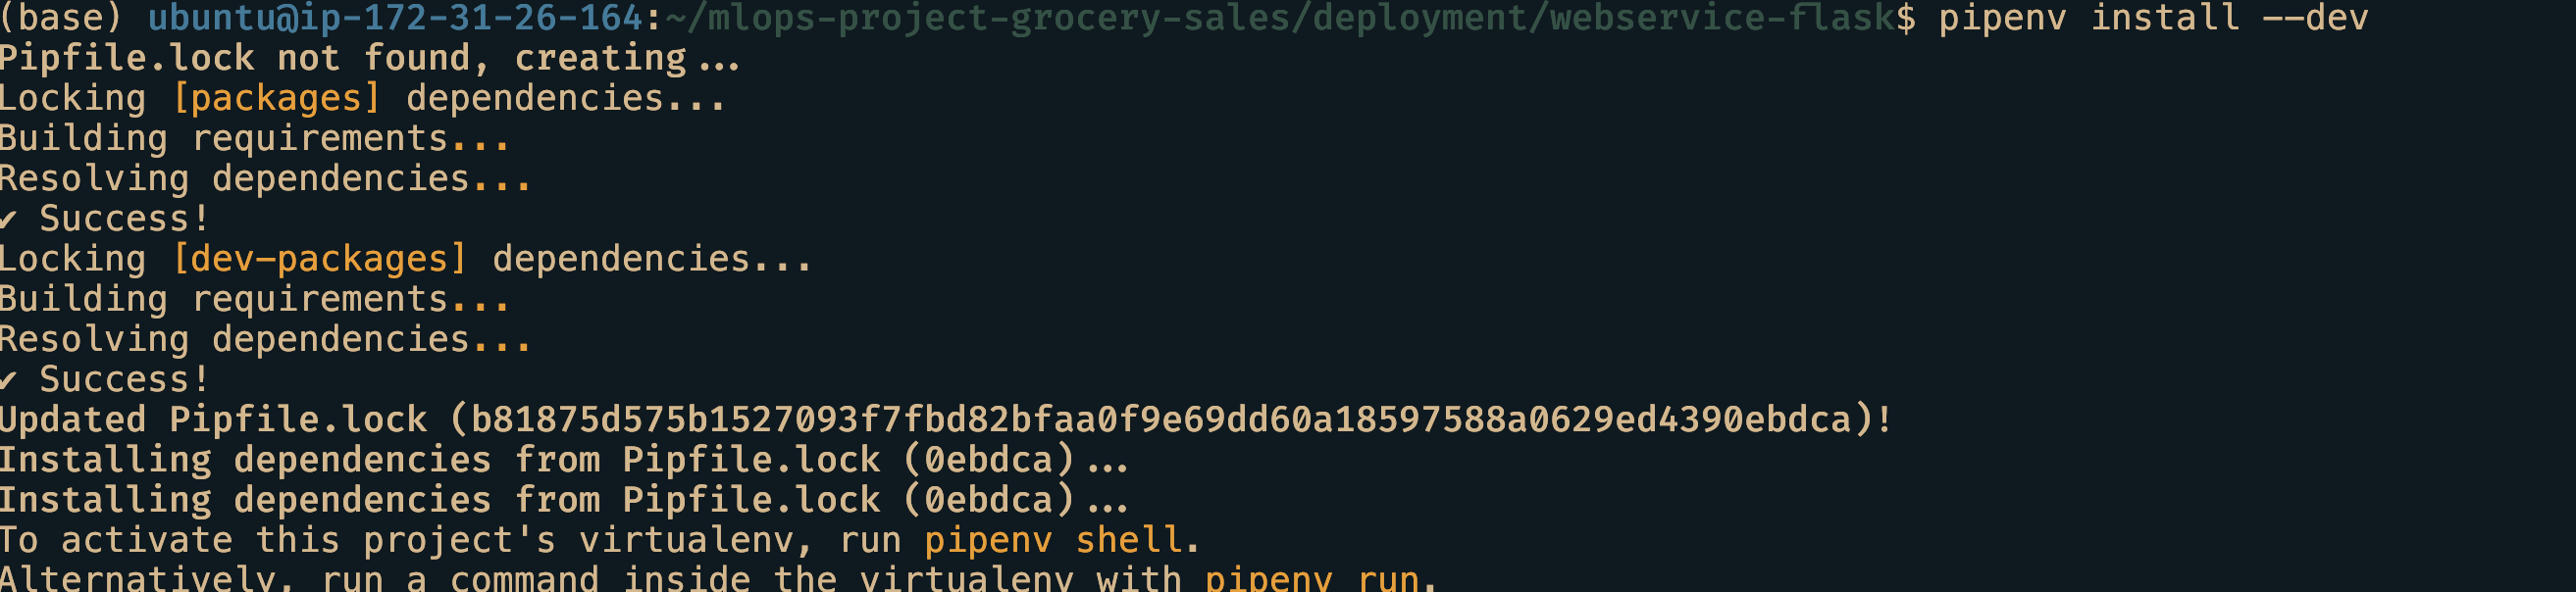 (base) ubuntu@ip-172-31-26-164:~/mlops-project-grocery-sales/deployment/webservice-flask$ pipenv install --dev
Pipfile.lock not found, creating...
Locking [packages] dependencies...
Building requirements...
Resolving dependencies...
✔ Success!
Locking [dev-packages] dependencies...
Building requirements...
Resolving dependencies...
✔ Success!
Updated Pipfile.lock (b81875d575b1527093f7fbd82bfaa0f9e69dd60a18597588a0629ed4390ebdca)!
Installing dependencies from Pipfile.lock (0ebdca)...
Installing dependencies from Pipfile.lock (0ebdca)...
To activate this project's virtualenv, run pipenv shell.
Alternatively, run a command inside the virtualenv with pipenv run.